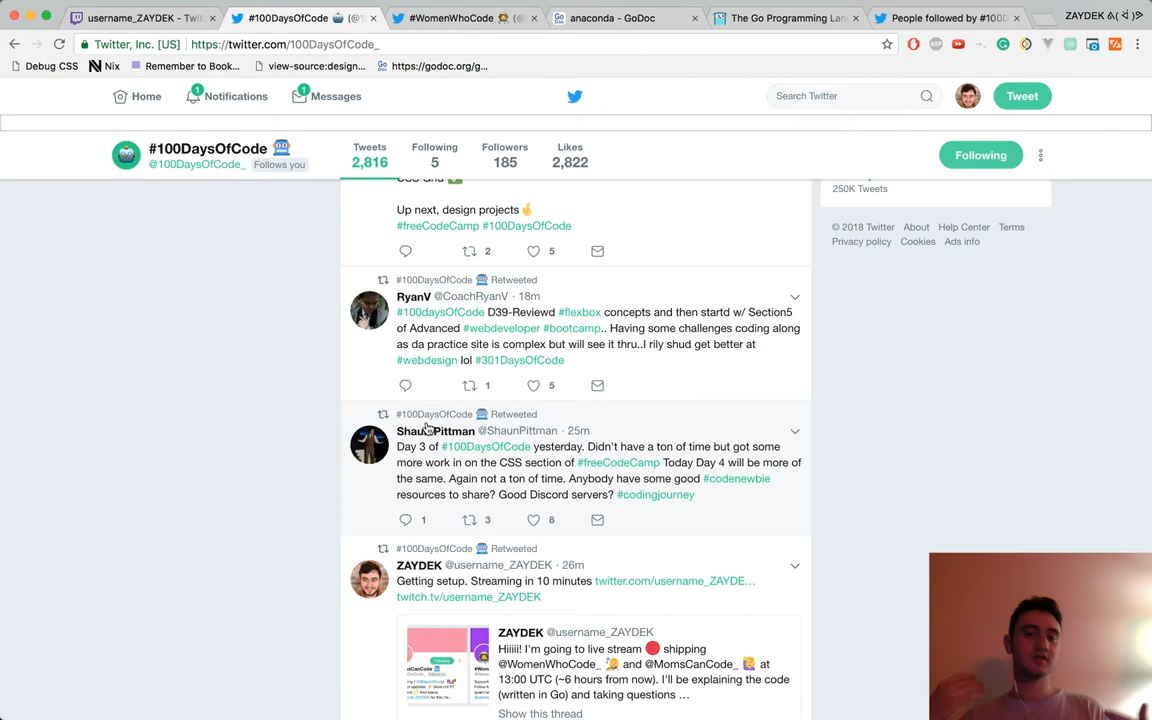 username_ZAYDEK - Twi
#100DaysOfCode
(@1
#WomenWhoCode
(@
anaconda - GoDoc
The Go Programming Lan
People followed by #100D
ZAYDEK
Twitter, Inc. [US]
https://twitter.com/100DaysOfCode_
Debug CSS
Nix
Remember to Book...
view-source:design...
https://godoc.org/g...
Home
1
Notifications
1
Messages
Search Twitter
Tweet
#100DaysOfCode
@100DaysOfCode_ Follows you
Tweets
2,816
Following
5
Followers
185
Likes
2,822
Following
CSS Grid
Up next, design projects
#freeCodeCamp #100DaysOfCode
2
5
250K Tweets
© 2018 Twitter About Help Center Terms
Privacy policy Cookies Ads info
#100DaysOfCode Retweeted
RyanV @CoachRyanV · 18m
#100daysOfCode D39-Reviewd #flexbox concepts and then startd w/ Section5
of Advanced #webdeveloper #bootcamp.. Having some challenges coding along
as da practice site is complex but will see it thru..I rily shud get better at
#webdesign lol #301DaysOfCode
1
5
#100DaysOfCode Retweeted
ShaunPittman @ShaunPittman · 25m
Day 3 of #100DaysOfCode yesterday. Didn't have a ton of time but got some
more work in on the CSS section of #freeCodeCamp Today Day 4 will be more of
the same. Again not a ton of time. Anybody have some good #codenewbie
resources to share? Good Discord servers? #codingjourney
1
3
8
#100DaysOfCode Retweeted
ZAYDEK @username_ZAYDEK · 26m
Getting setup. Streaming in 10 minutes twitter.com/username_ZAYDE...
twitch.tv/username_ZAYDEK
ZAYDEK @username_ZAYDEK
Hiiiii! I'm going to live stream shipping
@WomenWhoCode_ and @MomsCanCode_ at
13:00 UTC (~6 hours from now). I'll be explaining the code
(written in Go) and taking questions ...
Show this thread